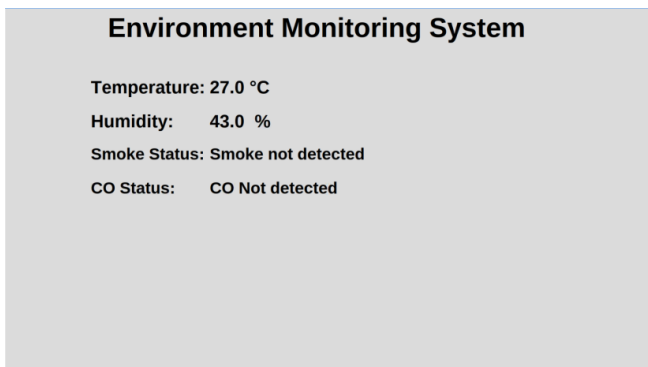 Environment Monitoring System
Temperature: 27.0 °C
Humidity: 43.0 %
Smoke Status: Smoke not detected
CO Status: CO Not detected